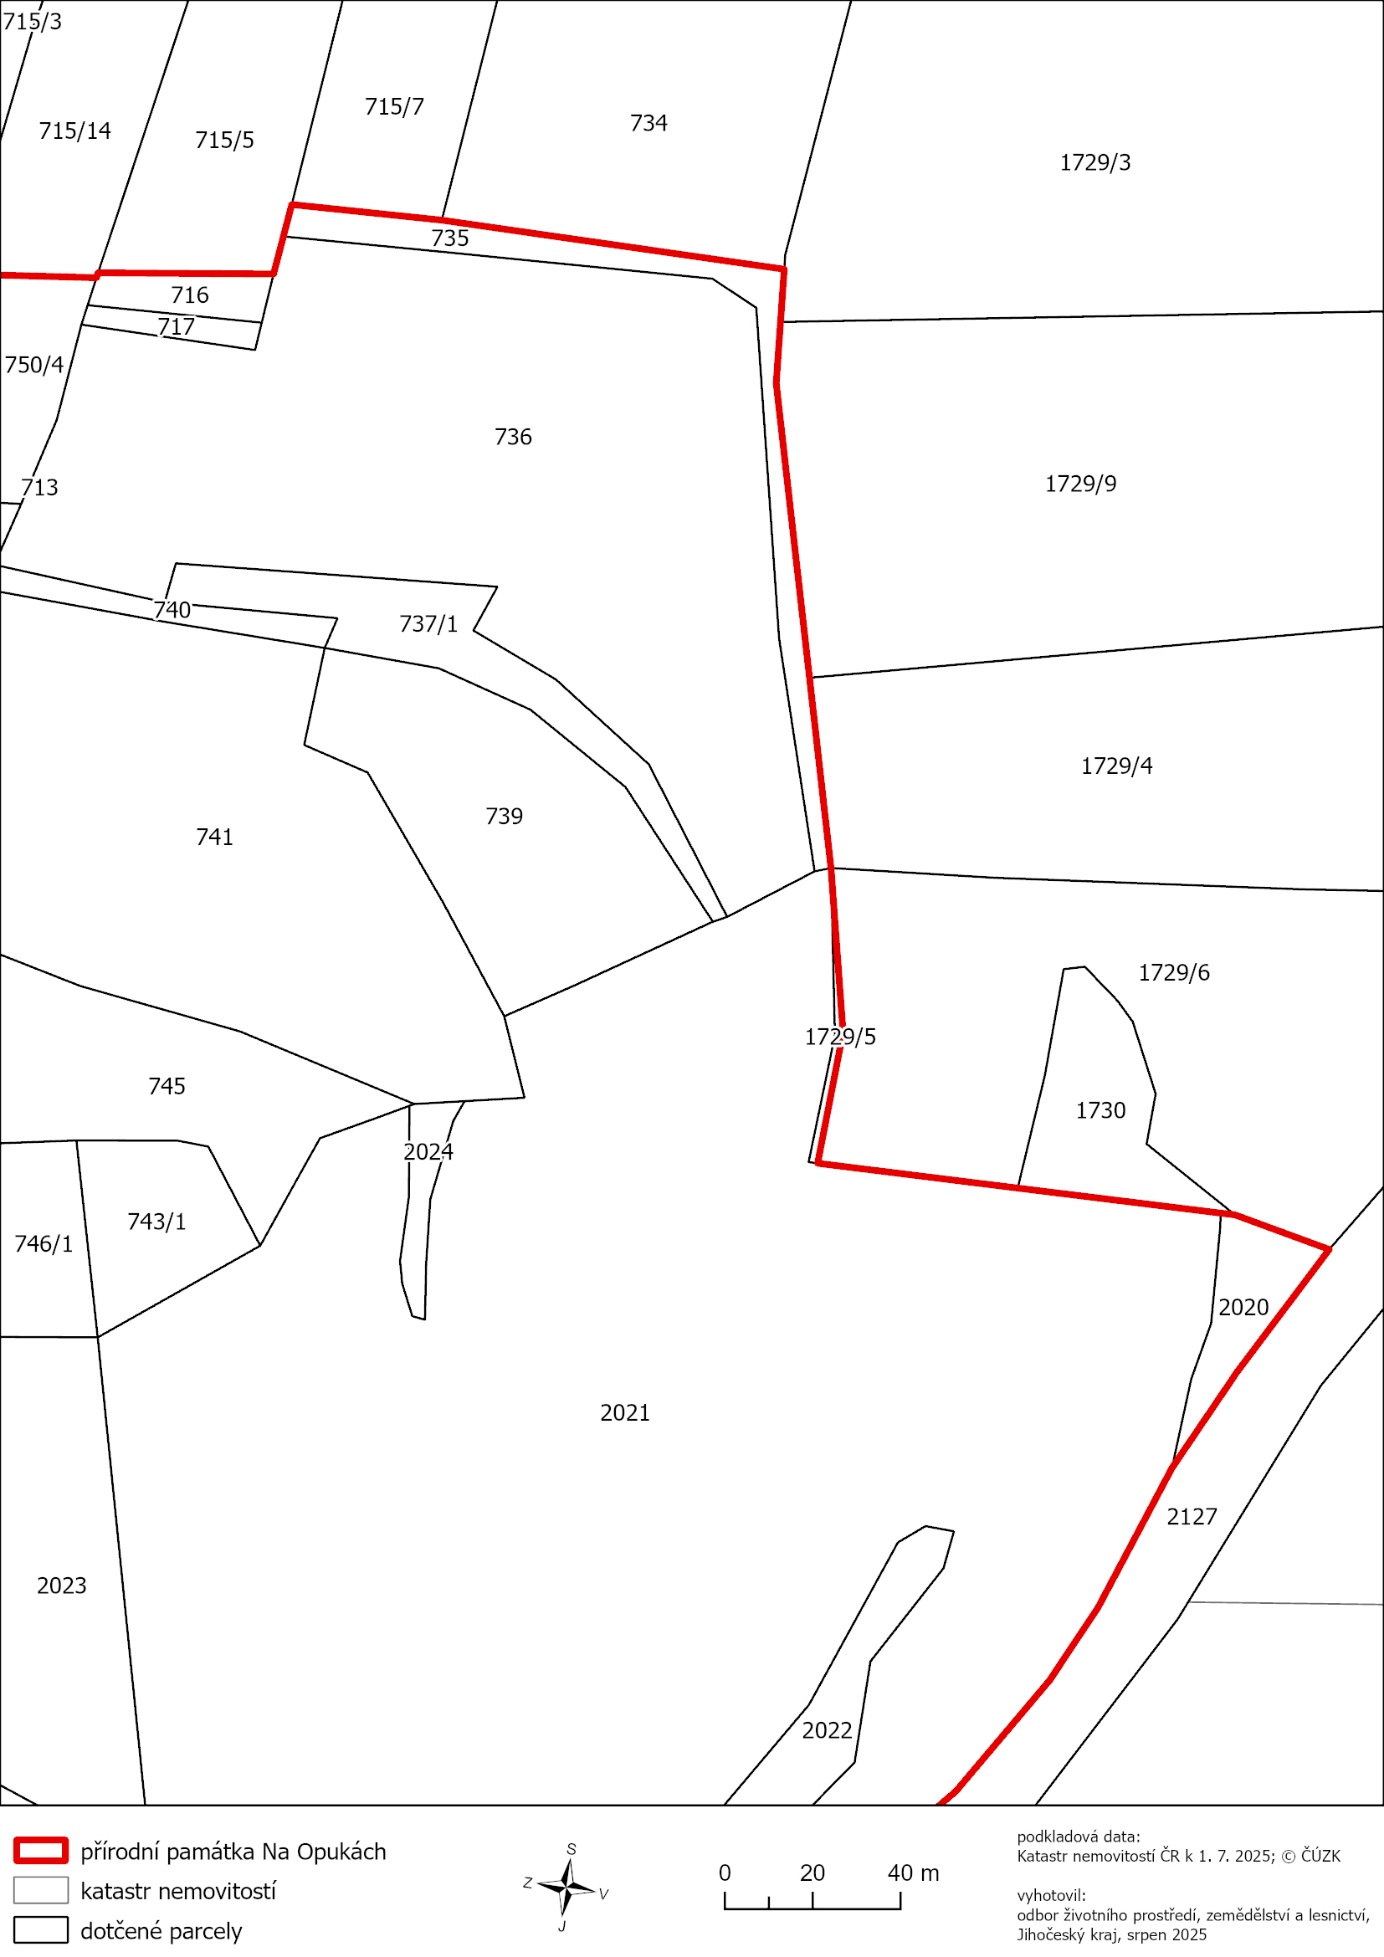 715/3
715/14
715/5
715/7
734
1729/3
735
716
717
750/4
736
713
1729/9
740
737/1
1729/4
739
741
1729/6
1729/5
745
1730
2024
743/1
746/1
2020
2021
2127
2023
2022
přírodní památka Na Opukách
katastr nemovitostí
dotčené parcely
S
Z
V
J
0 20 40 m
podkladová data:
Katastr nemovitostí ČR k 1. 7. 2025; © ČÚZK
vyhotovil:
odbor životního prostředí, zemědělství a lesnictví,
Jihočeský kraj, srpen 2025